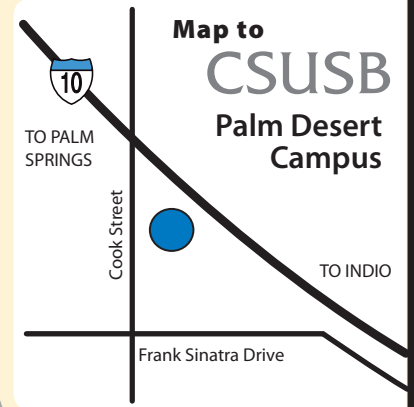 Map to
CSUSB
Palm Desert
Campus
10
TO PALM
SPRINGS
Cook Street
TO INDIO
Frank Sinatra Drive